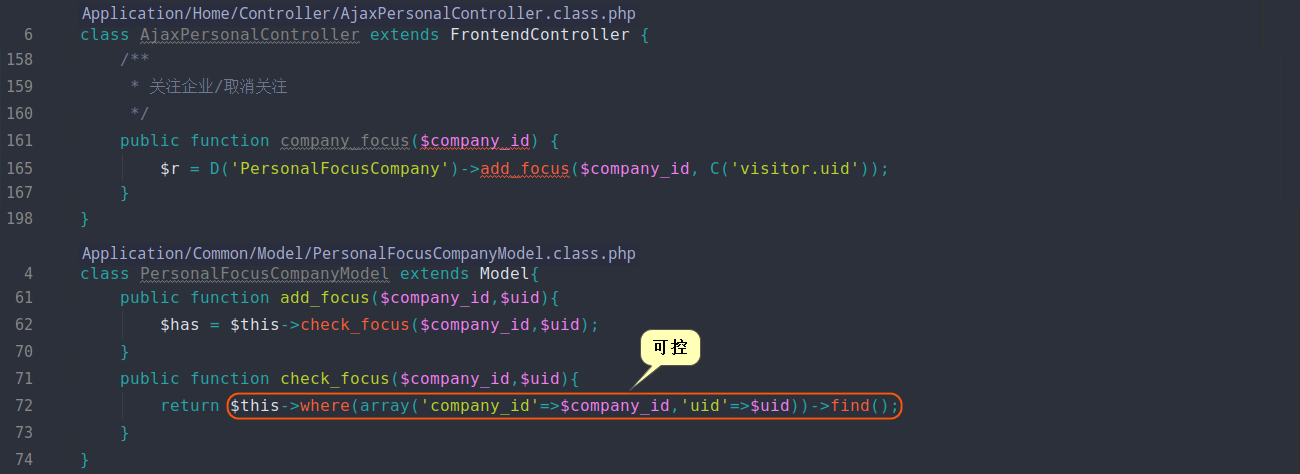 Application/Home/Controller/AjaxPersonalController.class.php
6 class AjaxPersonalController extends FrontendController {
158 /**
159 * 关注企业/取消关注
160 */
161 public function company_focus($company_id) {
165 $r = D('PersonalFocusCompany')->add_focus($company_id, C('visitor.uid'));
167 }
198 }
Application/Common/Model/PersonalFocusCompanyModel.class.php
4 class PersonalFocusCompanyModel extends Model{
61 public function add_focus($company_id,$uid){
62 $has = $this->check_focus($company_id,$uid);
可控
70 }
71 public function check_focus($company_id,$uid){
72 return $this->where(array('company_id'=>$company_id,'uid'=>$uid))->find();
73 }
74 }